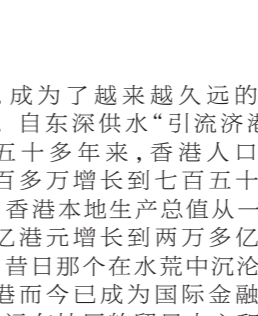 成为了越来越久远的
自东深供水“引流济港
五十多年来,香港人口
百多万增长到七百五十
香港本地生产总值从一
亿港元增长到两万多亿
昔日那个在水荒中沉沦
港而今已成为国际金融